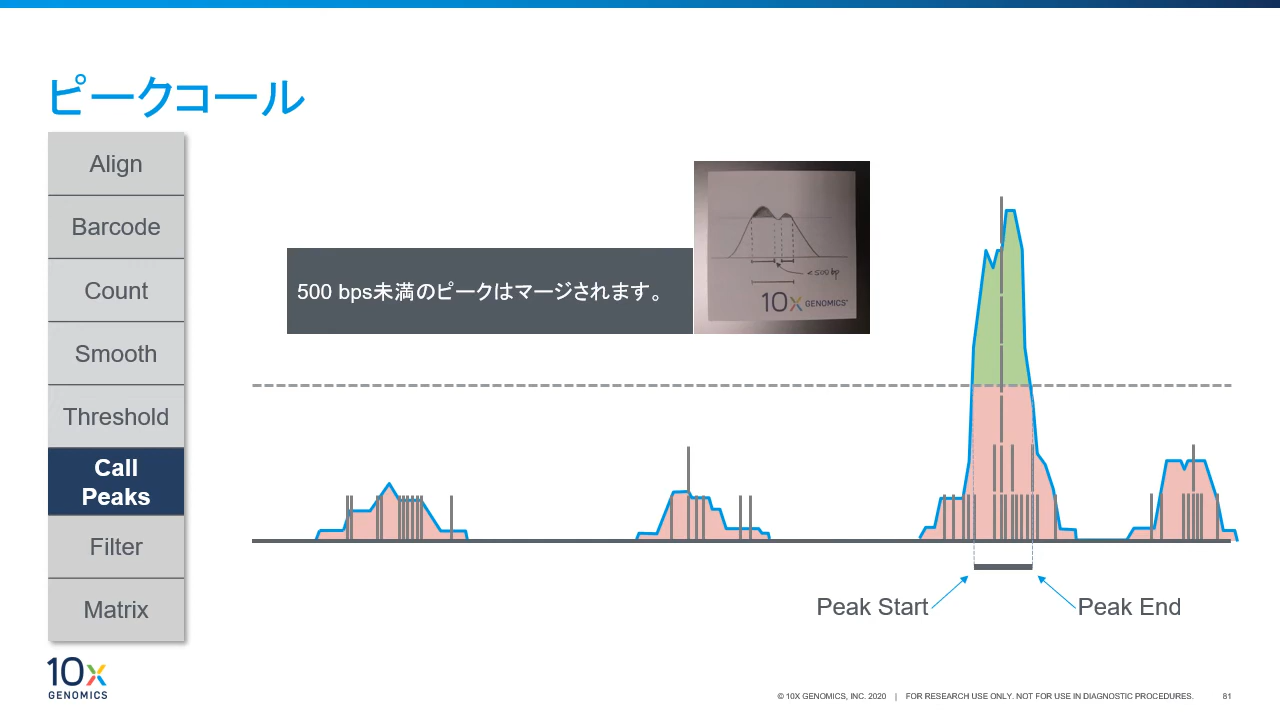 ピークコール
Align
Barcode
Count
Smooth
Threshold
Call
Peaks
Filter
Matrix
500 bps未満のピークはマージされます。
< 500 bp
10X GENOMICS
Peak Start
Peak End
10X
GENOMICS
© 10X GENOMICS, INC. 2020 | FOR RESEARCH USE ONLY. NOT FOR USE IN DIAGNOSTIC PROCEDURES. 81